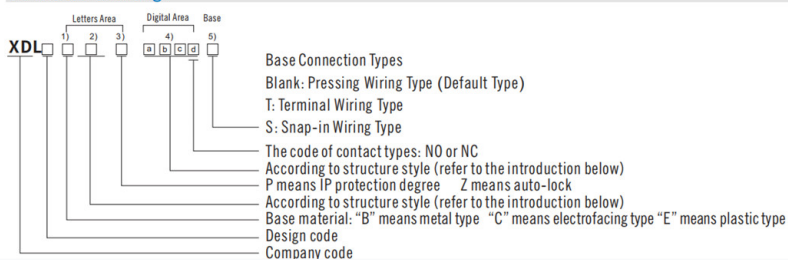 Letters Area Digital Area Base
1) 2) 3) 4) 5)
XDL a b c d
Base Connection Types
Blank: Pressing Wiring Type (Default Type)
T: Terminal Wiring Type
S: Snap-in Wiring Type
The code of contact types: NO or NC
According to structure style (refer to the introduction below)
P means IP protection degree Z means auto-lock
According to structure style (refer to the introduction below)
Base material: “B” means metal type “C” means electrofacing type “E” means plastic type
Design code
Company code